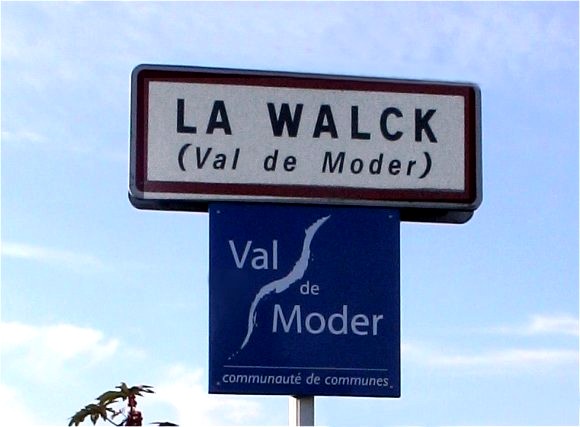 LA WALCK
(Val de Moder)
Val
de
Moder
communauté de communes